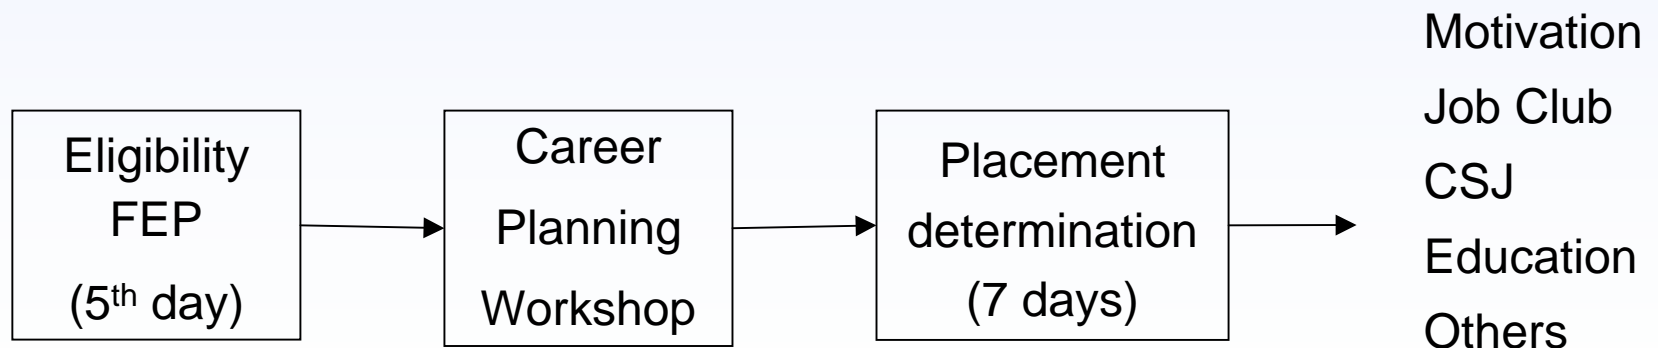 Eligibility
FEP
(5th day)
Career
Planning
Workshop
Placement
determination
(7 days)
Motivation
Job Club
CSJ
Education
Others